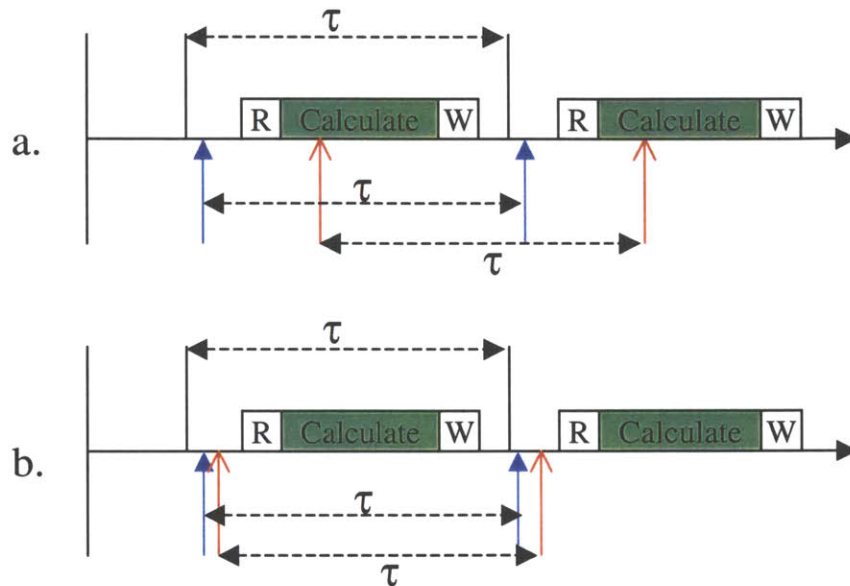 τ
R Calculate W R Calculate W
a.
τ
τ
τ
R Calculate W R Calculate W
b.
τ
τ